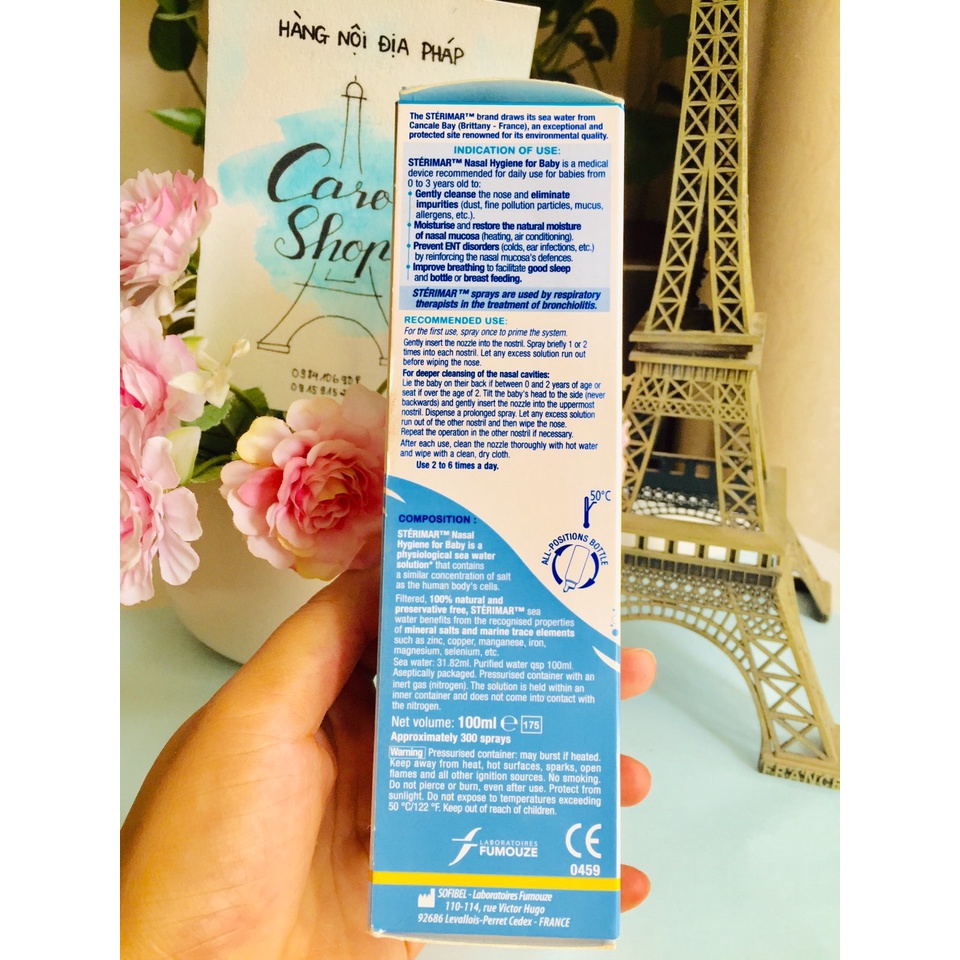 HÀNG NỘI ĐỊA PHÁP
Caro
Shop
The STÉRIMAR™ brand draws its sea water from
Cancale Bay (Brittany - France), an exceptional and
protected site renowned for its environmental quality.
INDICATION OF USE:
STÉRIMAR™ Nasal Hygiene for Baby is a medical
device recommended for daily use for babies from
0 to 3 years old to:
• Gently cleanse the nose and eliminate
impurities (dust, fine pollution particles, mucus,
allergens, etc.).
• Moisturise and restore the natural moisture
of nasal mucosa (heating, air conditioning).
• Prevent ENT disorders (colds, ear infections, etc.)
by reinforcing the nasal mucosa's defences.
• Improve breathing to facilitate good sleep
and bottle or breast feeding.
STÉRIMAR™ sprays are used by respiratory
therapists in the treatment of bronchiolitis.
RECOMMENDED USE:
For the first use, spray once to prime the system.
Gently insert the nozzle into the nostril. Spray briefly 1 or 2
times into each nostril. Let any excess solution run out
before wiping the nose.
For deeper cleansing of the nasal cavities:
Lie the baby on their back if between 0 and 2 years of age or
seat if over the age of 2. Tilt the baby's head to the side (never
backwards) and gently insert the nozzle into the uppermost
nostril. Dispense a prolonged spray. Let any excess solution
run out of the other nostril and then wipe the nose.
Repeat the operation in the other nostril if necessary.
After each use, clean the nozzle thoroughly with hot water
and wipe with a clean, dry cloth.
Use 2 to 6 times a day.
50°C
ALL-POSITIONS BOTTLE
COMPOSITION :
STÉRIMAR™ Nasal
Hygiene for Baby is a
physiological sea water
solution* that contains
a similar concentration of salt
as the human body's cells.
Filtered, 100% natural and
preservative free, STÉRIMAR™ sea
water benefits from the recognised properties
of mineral salts and marine trace elements
such as zinc, copper, manganese, iron,
magnesium, selenium, etc.
Sea water: 31.82ml. Purified water qsp 100ml.
Aseptically packaged. Pressurised container with an
inert gas (nitrogen). The solution is held within an
inner container and does not come into contact with
the nitrogen.
Net volume: 100ml e 175
Approximately 300 sprays
Warning Pressurised container: may burst if heated.
Keep away from heat, hot surfaces, sparks, open
flames and all other ignition sources. No smoking.
Do not pierce or burn, even after use. Protect from
sunlight. Do not expose to temperatures exceeding
50 °C/122 °F. Keep out of reach of children.
LABORATOIRES
FUMOUZE
CE
0459
SOFIBEL - Laboratoires Fumouze
110-114, rue Victor Hugo
92686 Levallois-Perret Cedex - FRANCE
FRANCE